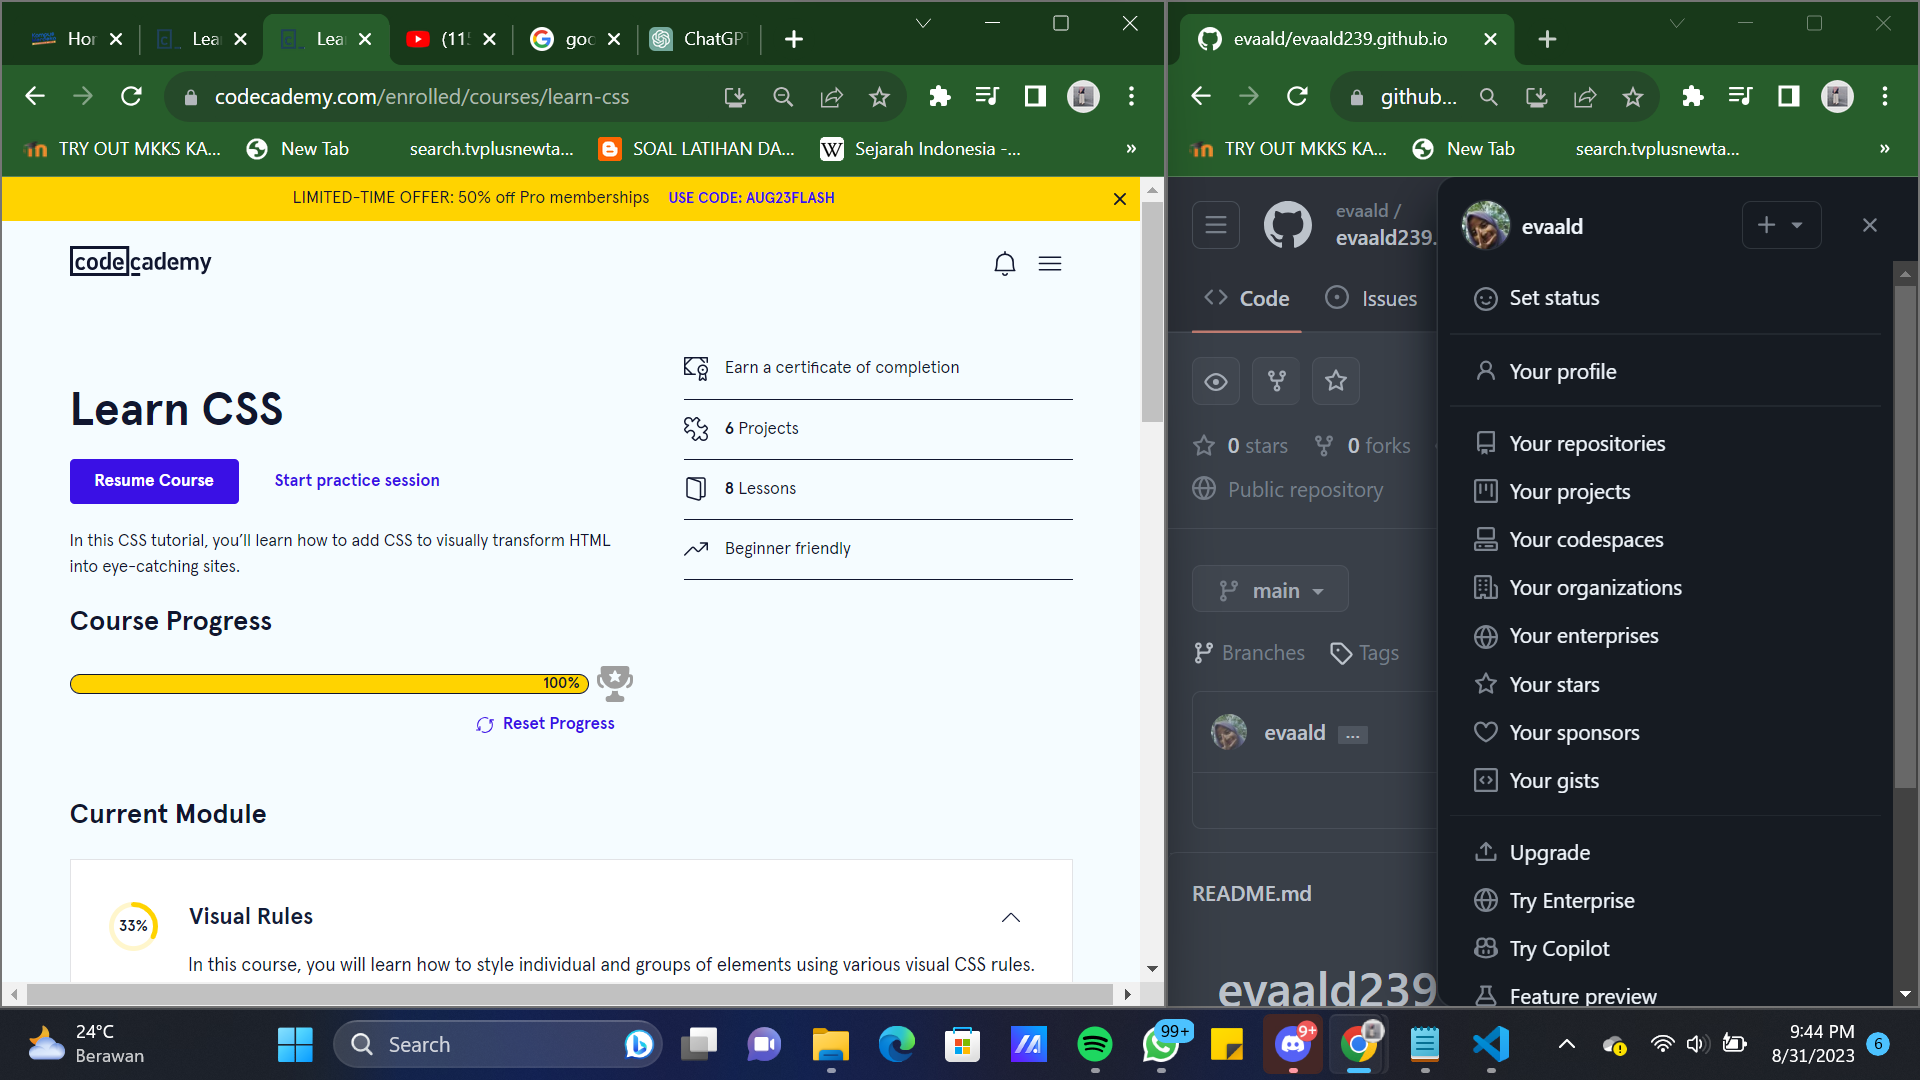 Hor
Lea
Lea
(115
goo
ChatGPT
codecademy.com/enrolled/courses/learn-css
TRY OUT MKKS KA...
New Tab
search.tvplusnewta...
SOAL LATIHAN DA...
Sejarah Indonesia -...
»
LIMITED-TIME OFFER: 50% off Pro memberships USE CODE: AUG23FLASH
codecademy
Learn CSS
Resume Course
Start practice session
In this CSS tutorial, you’ll learn how to add CSS to visually transform HTML
into eye-catching sites.
Earn a certificate of completion
6 Projects
8 Lessons
Beginner friendly
Course Progress
100%
Reset Progress
Current Module
33%
Visual Rules
In this course, you will learn how to style individual and groups of elements using various visual CSS rules.
evaald/evaald239.github.io
github...
TRY OUT MKKS KA...
New Tab
search.tvplusnewta...
»
evaald /
evaald239.
Code
Issues
0 stars
0 forks
Public repository
main
Branches
Tags
evaald
...
README.md
evaald239
evaald
Set status
Your profile
Your repositories
Your projects
Your codespaces
Your organizations
Your enterprises
Your stars
Your sponsors
Your gists
Upgrade
Try Enterprise
Try Copilot
Feature preview
24°C
Berawan
Search
99+
9+
9:44 PM
8/31/2023
6